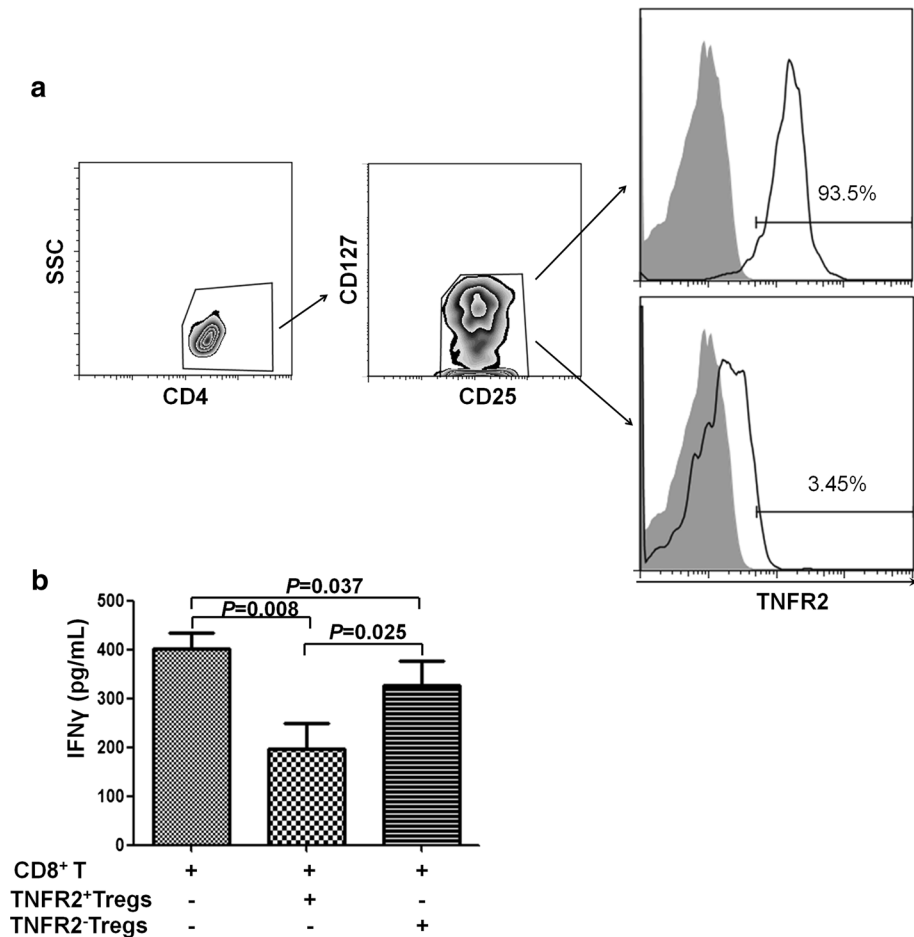 a
SSC
CD4
CD127
CD25
93.5%
3.45%
TNFR2
b
P=0.037
P=0.008
P=0.025
IFNγ (pg/mL)
500
400
300
200
100
0
CD8⁺ T + + +
TNFR2⁺Tregs - + -
TNFR2⁻Tregs - - +